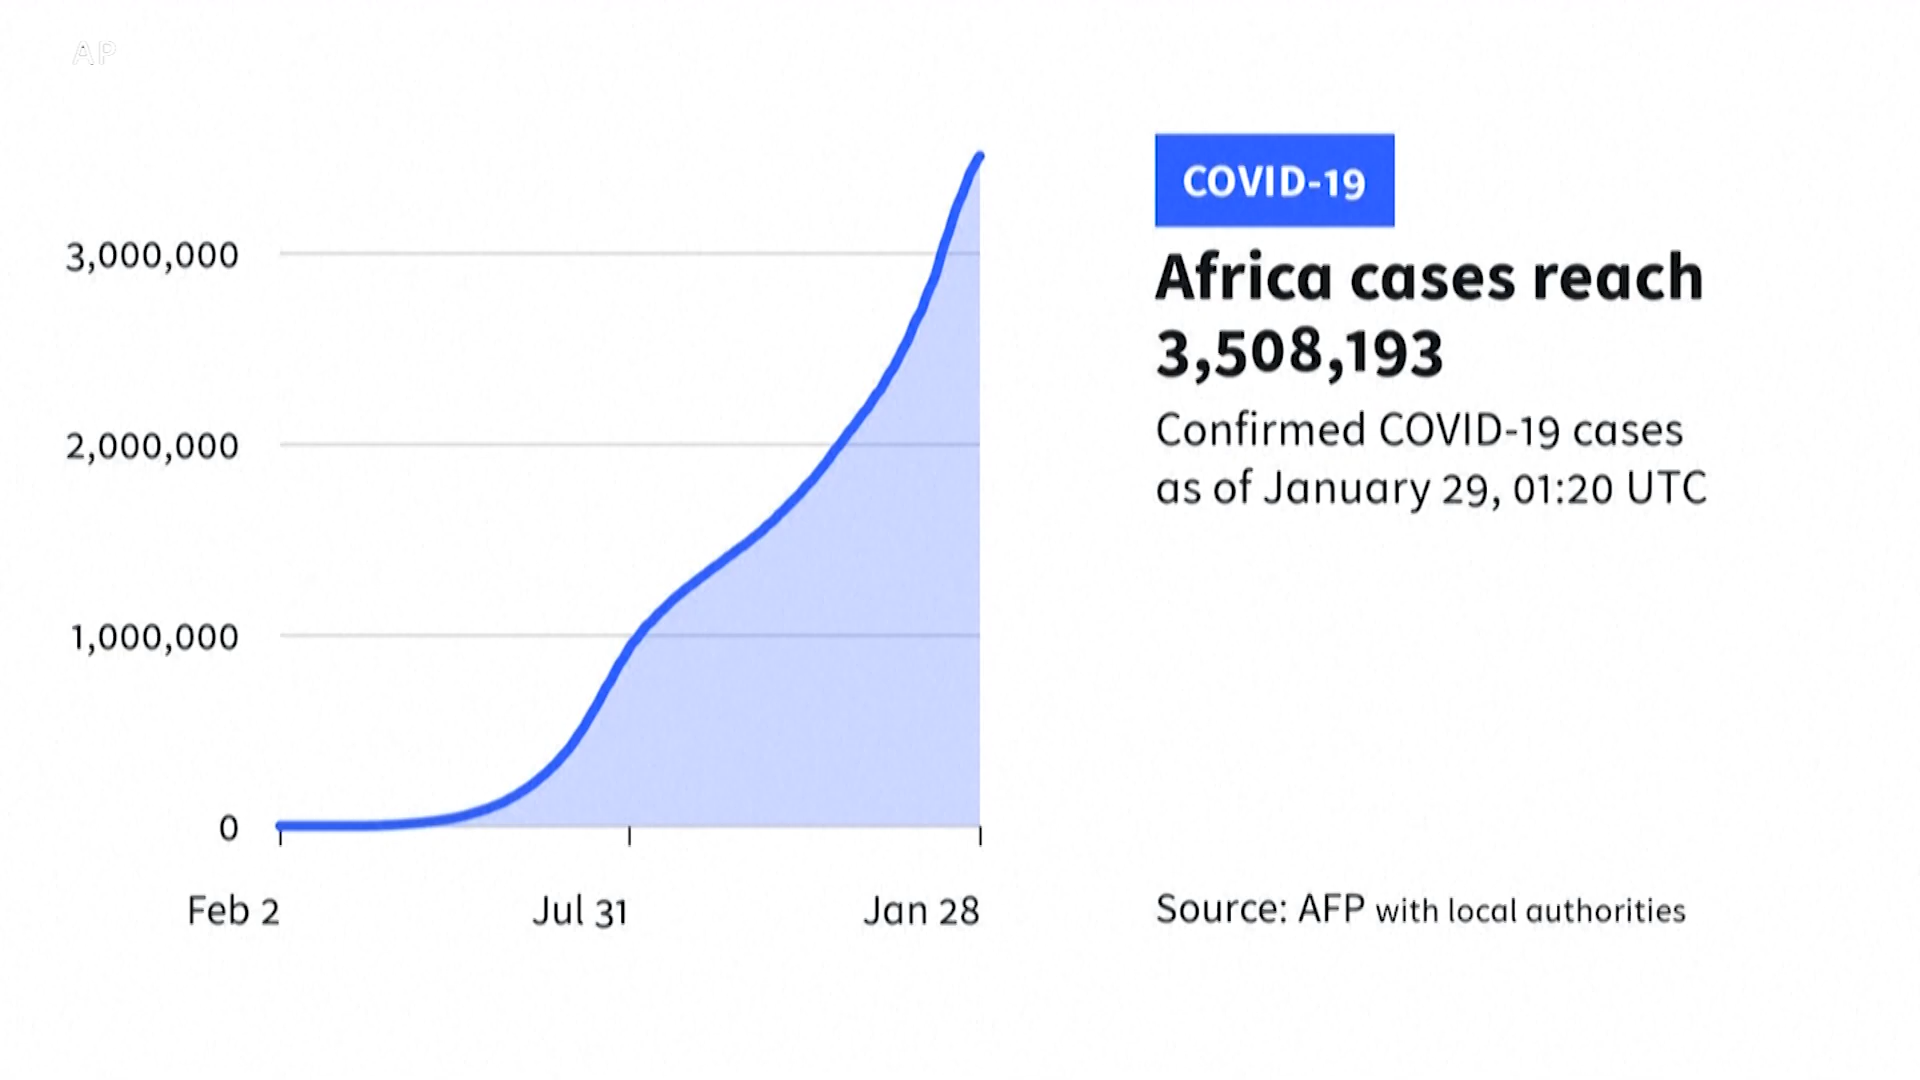 AP
COVID-19
Africa cases reach
3,508,193
Confirmed COVID-19 cases
as of January 29, 01:20 UTC
3,000,000
2,000,000
1,000,000
0
Feb 2
Jul 31
Jan 28
Source: AFP with local authorities